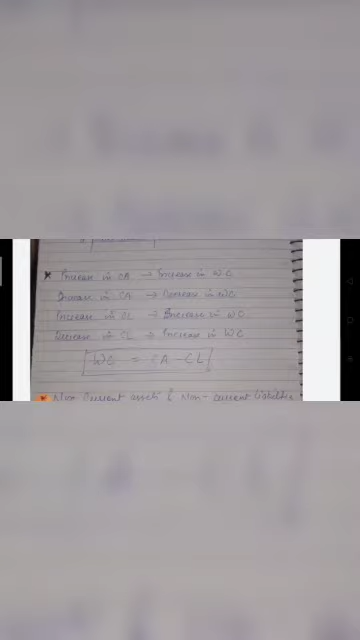 * Increase in CA → Increase in WC
Decrease in CA → Decrease in WC
Increase in CL → Decrease in WC
Decrease in CL → Increase in WC
[WC = CA - CL]
* Non Current assets & Non-current liabilities